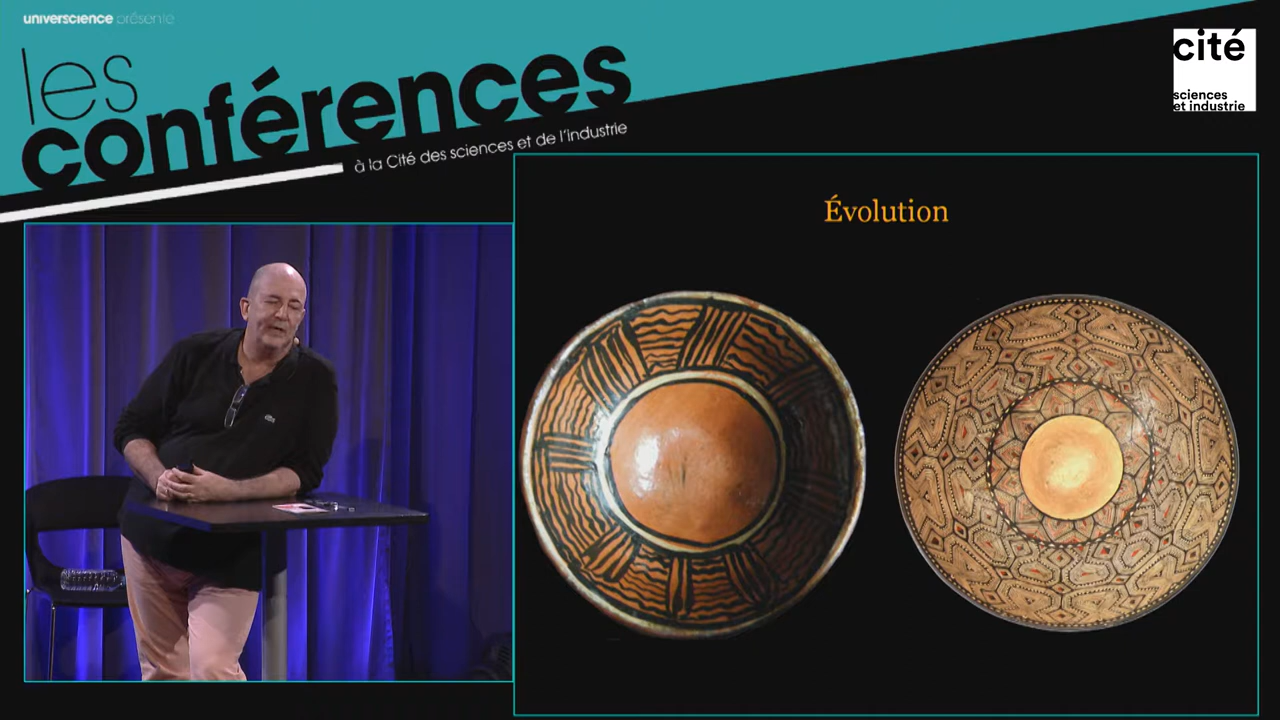 universcience présente
les
conférences
à la Cité des sciences et de l'industrie
cité
sciences
et industrie
Évolution